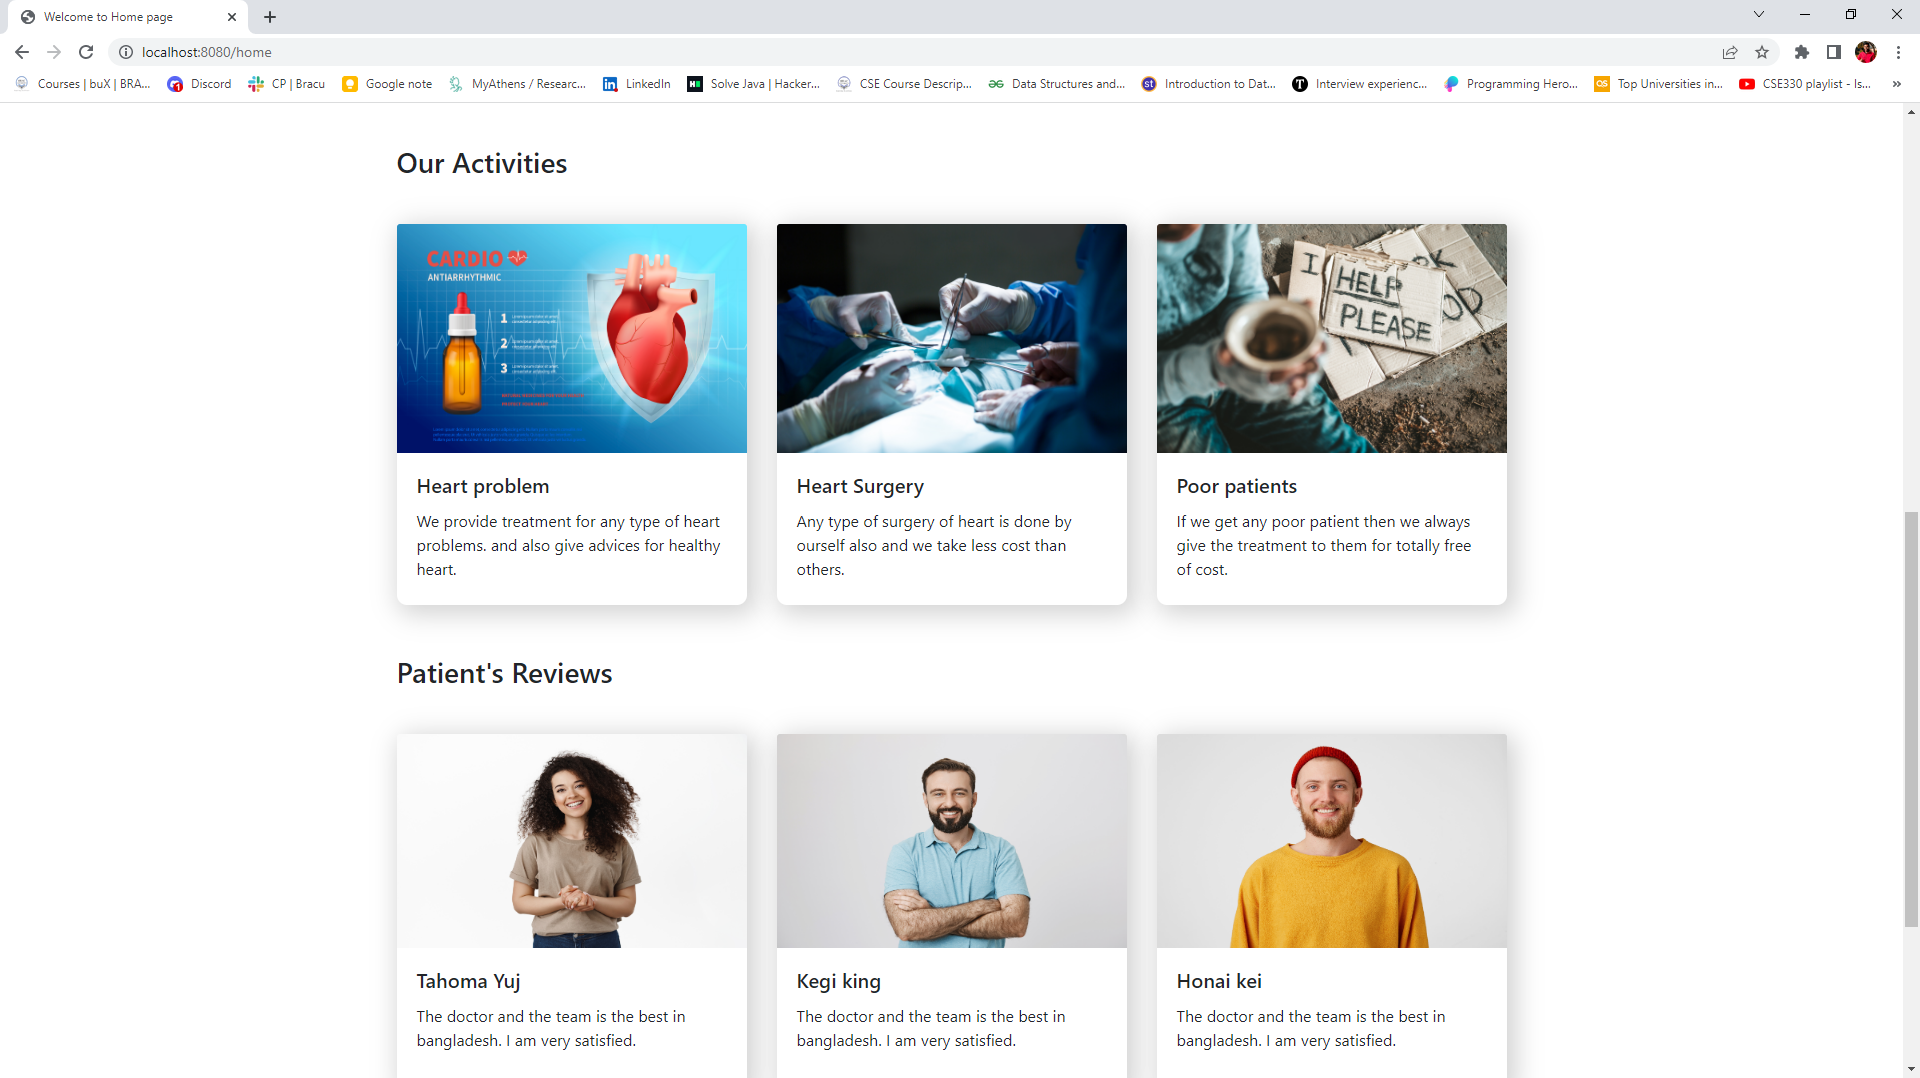 Welcome to Home page
localhost:8080/home
Courses | buX | BRA...
Discord
CP | Bracu
Google note
MyAthens / Researc...
LinkedIn
Solve Java | Hacker...
CSE Course Descrip...
Data Structures and...
Introduction to Dat...
Interview experienc...
Programming Hero...
Top Universities in...
CSE330 playlist - Is...
Our Activities
CARDIO
ANTIARRHYTHMIC
1
2
3
I
HELP
PLEASE
Heart problem
We provide treatment for any type of heart
problems. and also give advices for healthy
heart.
Heart Surgery
Any type of surgery of heart is done by
ourself also and we take less cost than
others.
Poor patients
If we get any poor patient then we always
give the treatment to them for totally free
of cost.
Patient's Reviews
Tahoma Yuj
The doctor and the team is the best in
bangladesh. I am very satisfied.
Kegi king
The doctor and the team is the best in
bangladesh. I am very satisfied.
Honai kei
The doctor and the team is the best in
bangladesh. I am very satisfied.